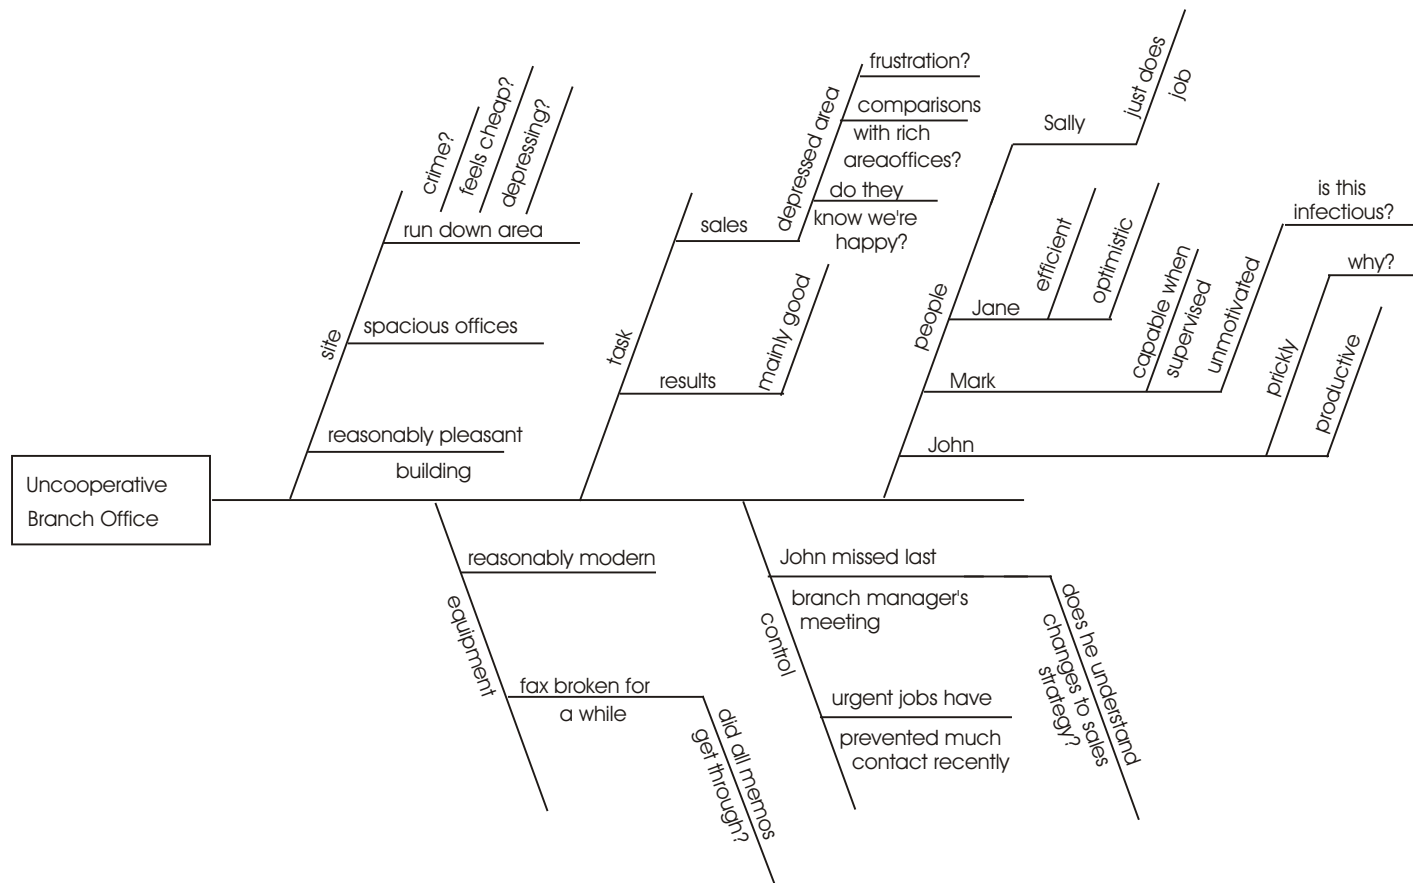 Uncooperative
Branch Office
site
run down area
crime?
feels cheap?
depressing?
spacious offices
reasonably pleasant
building
task
sales
depressed area
frustration?
comparisons
with rich
areaoffices?
do they
know we're
happy?
results
mainly good
people
Sally
just does
job
Jane
efficient
optimistic
Mark
capable when
supervised
unmotivated
is this
infectious?
John
prickly
why?
productive
equipment
reasonably modern
fax broken for
a while
did all memos
get through?
control
John missed last
branch manager's
meeting
does he understand
changes to sales
strategy?
urgent jobs have
prevented much
contact recently